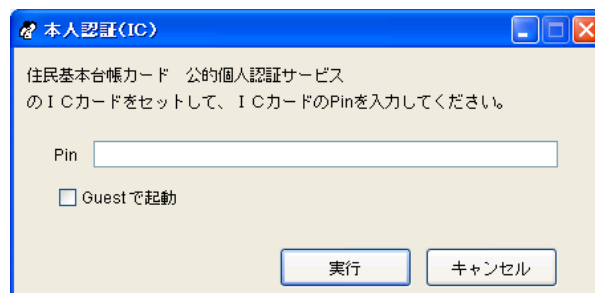 本人認証(IC)
住民基本台帳カード　公的個人認証サービス
のＩＣカードをセットして、ＩＣカードのPinを入力してください。
Pin
Guestで起動
実行
キャンセル